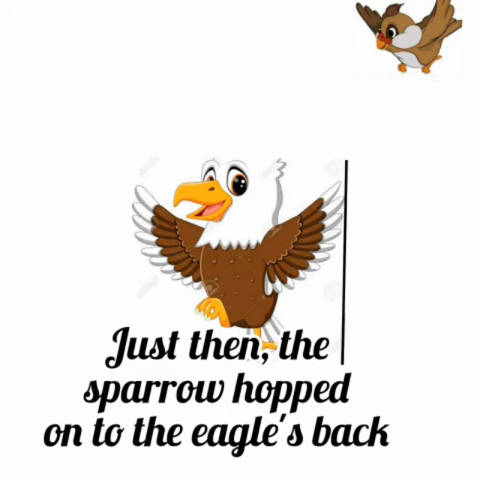 Just then, the
sparrow hopped
on to the eagle's back